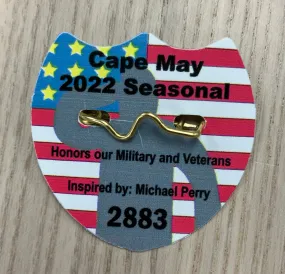 Cape May
2022 Seasonal
Honors our Military and Veterans
Inspired by: Michael Perry
2883